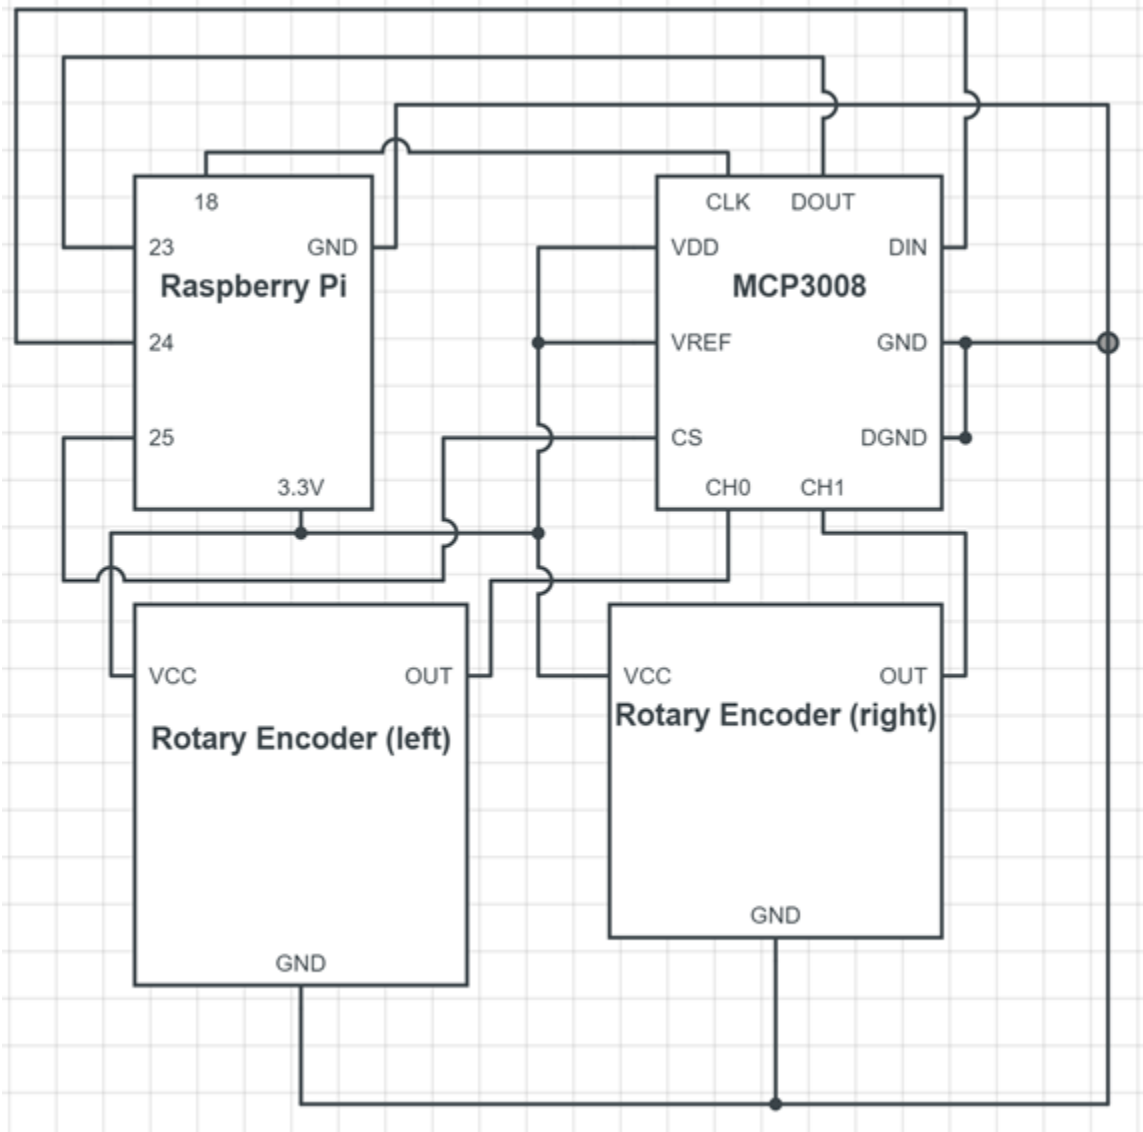 18
23
GND
Raspberry Pi
24
25
3.3V
CLK
DOUT
VDD
DIN
MCP3008
VREF
GND
CS
DGND
CH0
CH1
VCC
OUT
Rotary Encoder (left)
GND
VCC
OUT
Rotary Encoder (right)
GND